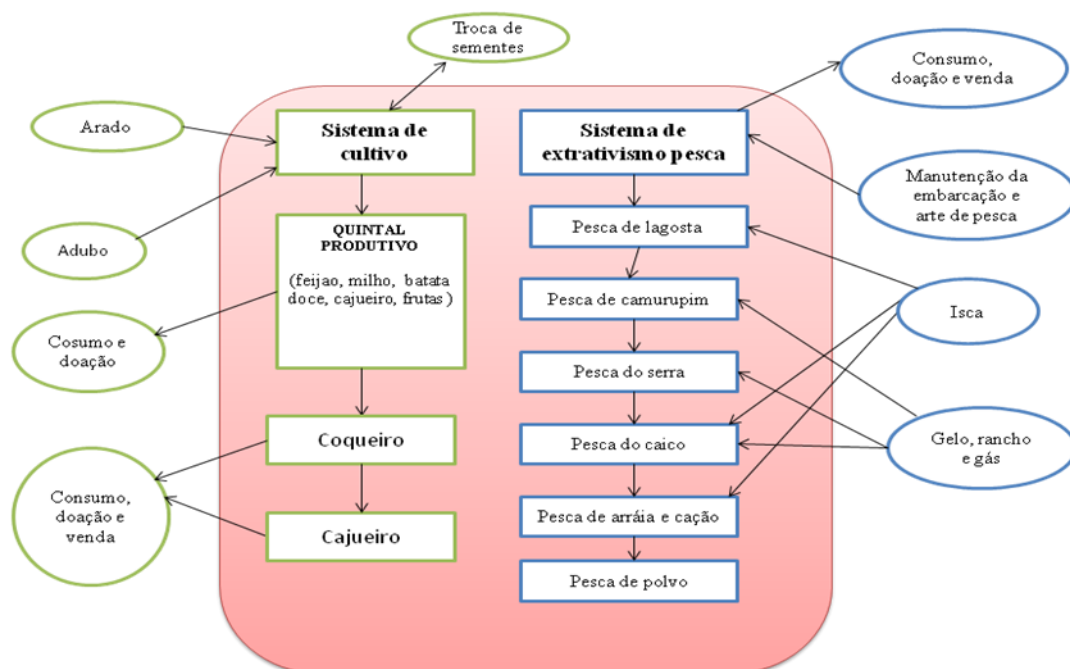 Troca de
sementes
Consumo,
doação e venda
Arado
Sistema de
cultivo
Sistema de
extrativismo pesca
Manutenção da
embarcação e
arte de pesca
Adubo
QUINTAL
PRODUTIVO
(feijao, milho, batata
doce, cajueiro, frutas)
Pesca de lagosta
Pesca de camurupim
Isca
Cosumo e
doação
Pesca do serra
Coqueiro
Pesca do caico
Gelo, rancho
e gás
Consumo,
doação e
venda
Cajueiro
Pesca de arráia e cação
Pesca de polvo